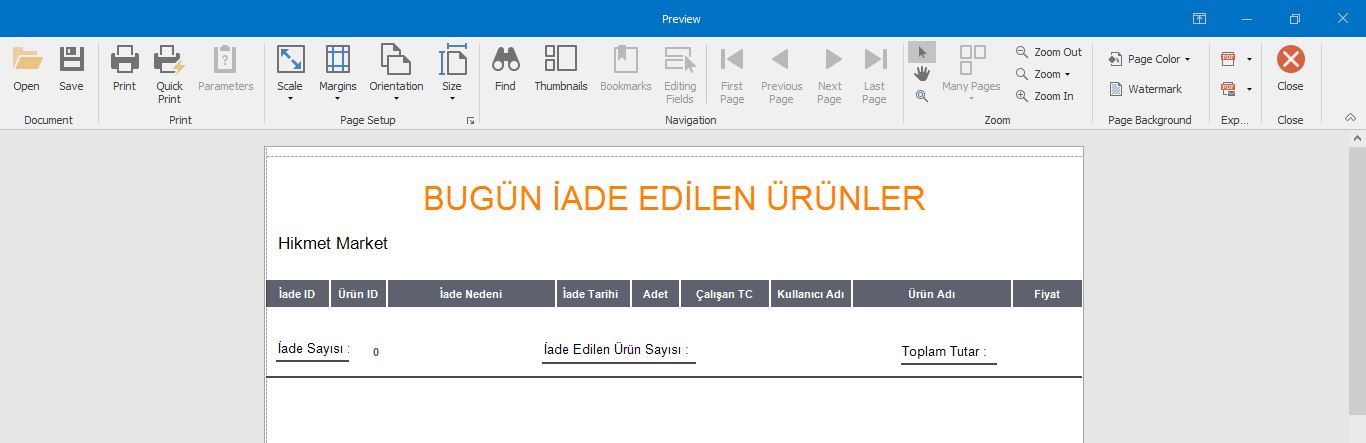 Preview
Open Save Print Quick Print Parameters Scale Margins Orientation Size Find Thumbnails Bookmarks Editing Fields First Page Previous Page Next Page Last Page Many Pages Zoom Out Zoom Zoom In Page Color Watermark PDF PDF Close
Document Print Page Setup Navigation Zoom Page Background Exp... Close
BUGÜN İADE EDİLEN ÜRÜNLER
Hikmet Market
İade ID Ürün ID İade Nedeni İade Tarihi Adet Çalışan TC Kullanıcı Adı Ürün Adı Fiyat
İade Sayısı : 0 İade Edilen Ürün Sayısı : Toplam Tutar :